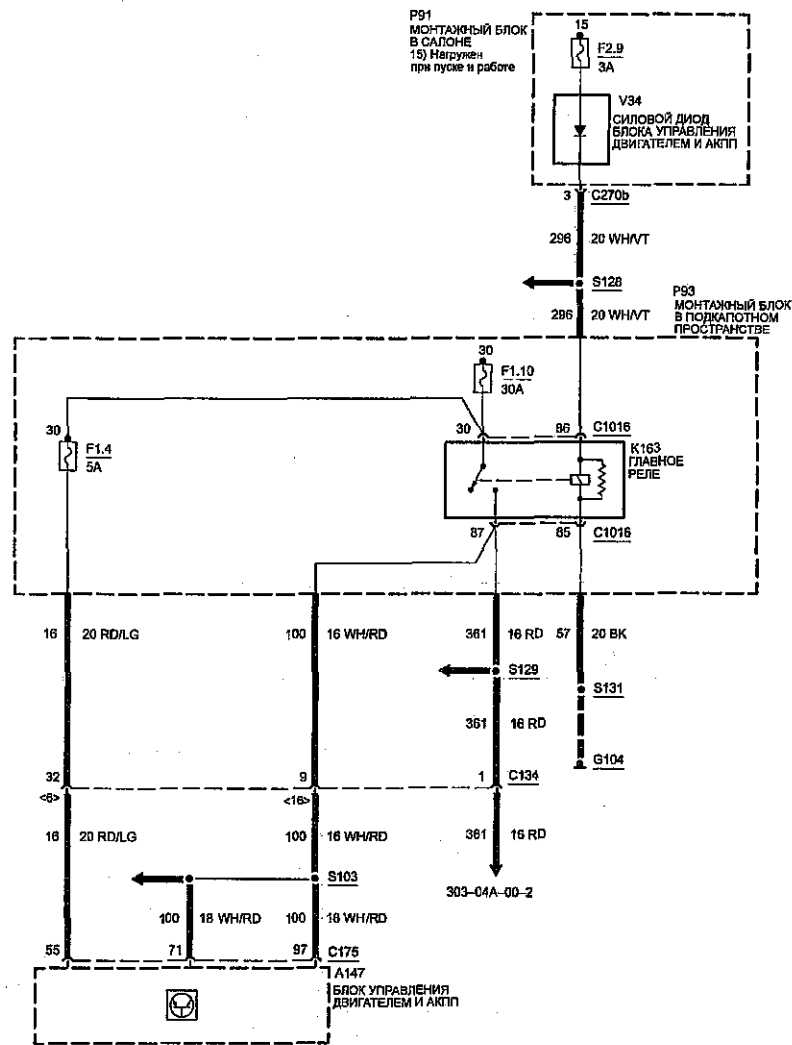 P91
МОНТАЖНЫЙ БЛОК
В САЛОНЕ
15) Нагружен
при пуске и работе
15
F2.9
3A
V34
СИЛОВОЙ ДИОД
БЛОКА УПРАВЛЕНИЯ
ДВИГАТЕЛЕМ И АКПП
3 C270b
296 20 WH/VT
S128
296 20 WH/VT
P93
МОНТАЖНЫЙ БЛОК
В ПОДКАПОТНОМ
ПРОСТРАНСТВЕ
30
F1.10
30A
30
F1.4
5A
30 86 C1016
K163
ГЛАВНОЕ
РЕЛЕ
87 85 C1016
16 20 RD/LG 100 16 WH/RD 361 16 RD 57 20 BK
S129
S131
361 16 RD
G104
32 9 1 C134
<6> <16>
16 20 RD/LG 100 16 WH/RD 361 16 RD
S103
303-04A-00-2
100 18 WH/RD 100 16 WH/RD
55 71 97 C175
A147
БЛОК УПРАВЛЕНИЯ
ДВИГАТЕЛЕМ И АКПП